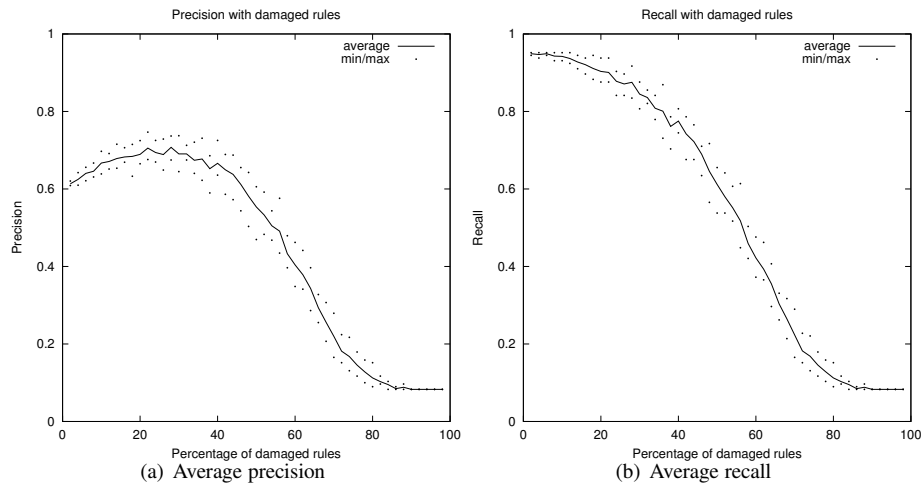 Precision with damaged rules
average
min/max
1
0.8
0.6
0.4
0.2
0
Precision
0 20 40 60 80 100
Percentage of damaged rules
(a) Average precision
Recall with damaged rules
average
min/max
1
0.8
0.6
0.4
0.2
0
Recall
0 20 40 60 80 100
Percentage of damaged rules
(b) Average recall